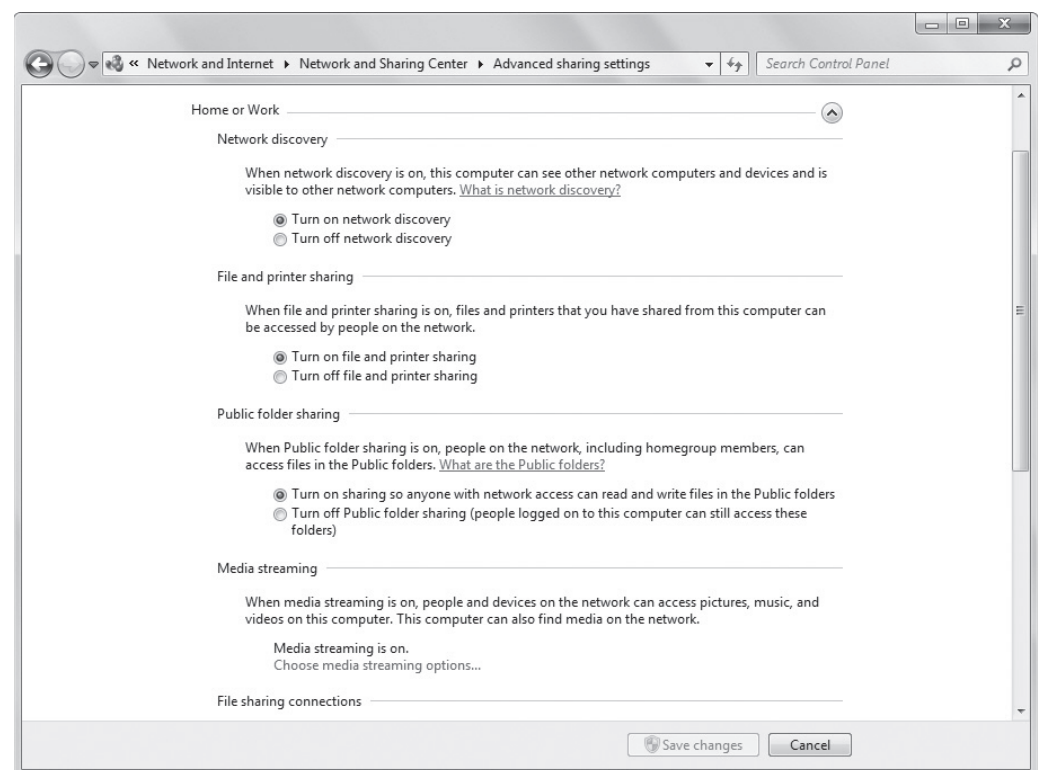 « Network and Internet ▸ Network and Sharing Center ▸ Advanced sharing settings
Search Control Panel
Home or Work
Network discovery
When network discovery is on, this computer can see other network computers and devices and is
visible to other network computers. What is network discovery?
Turn on network discovery
Turn off network discovery
File and printer sharing
When file and printer sharing is on, files and printers that you have shared from this computer can
be accessed by people on the network.
Turn on file and printer sharing
Turn off file and printer sharing
Public folder sharing
When Public folder sharing is on, people on the network, including homegroup members, can
access files in the Public folders. What are the Public folders?
Turn on sharing so anyone with network access can read and write files in the Public folders
Turn off Public folder sharing (people logged on to this computer can still access these
folders)
Media streaming
When media streaming is on, people and devices on the network can access pictures, music, and
videos on this computer. This computer can also find media on the network.
Media streaming is on.
Choose media streaming options...
File sharing connections
Save changes
Cancel